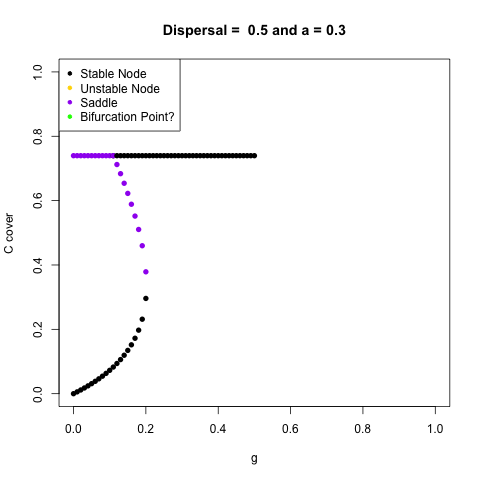 Dispersal = 0.5 and a = 0.3
Stable Node
Unstable Node
Saddle
Bifurcation Point?
C cover
1.0
0.8
0.6
0.4
0.2
0.0
0.0 0.2 0.4 0.6 0.8 1.0
g